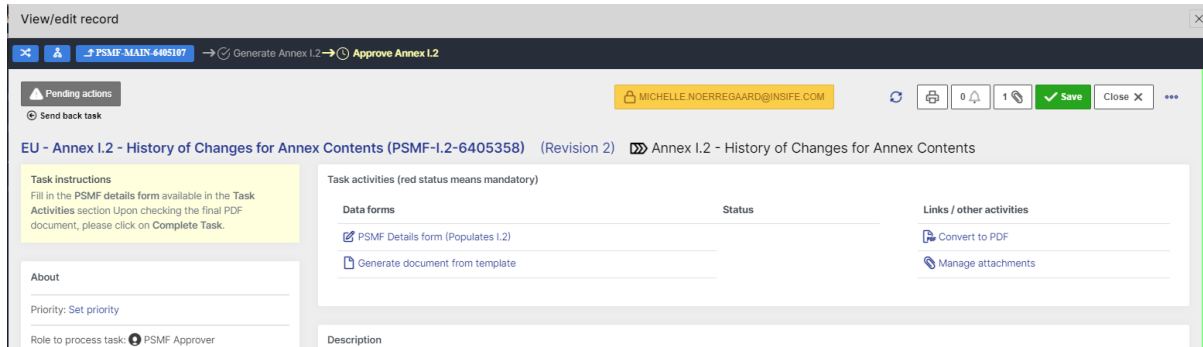 View/edit record
PSMF-MAIN-6405107 Generate Annex I.2 Approve Annex I.2
Pending actions
MICHELLE.NOERREGAARD@INSIFE.COM
0
1
Save
Close X
Send back task
EU - Annex I.2 - History of Changes for Annex Contents (PSMF-I.2-6405358) (Revision 2) Annex I.2 - History of Changes for Annex Contents
Task instructions
Fill in the PSMF details form available in the Task
Activities section Upon checking the final PDF
document, please click on Complete Task.
Task activities (red status means mandatory)
Data forms Status Links / other activities
PSMF Details form (Populates I.2) Convert to PDF
Generate document from template Manage attachments
About
Priority: Set priority
Role to process task: PSMF Approver
Description